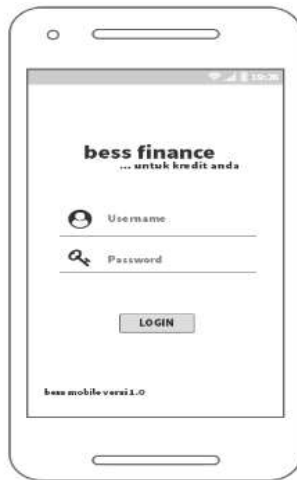 bess finance
... untuk kredit anda
Username
Password
LOGIN
bess mobile versi 1.0